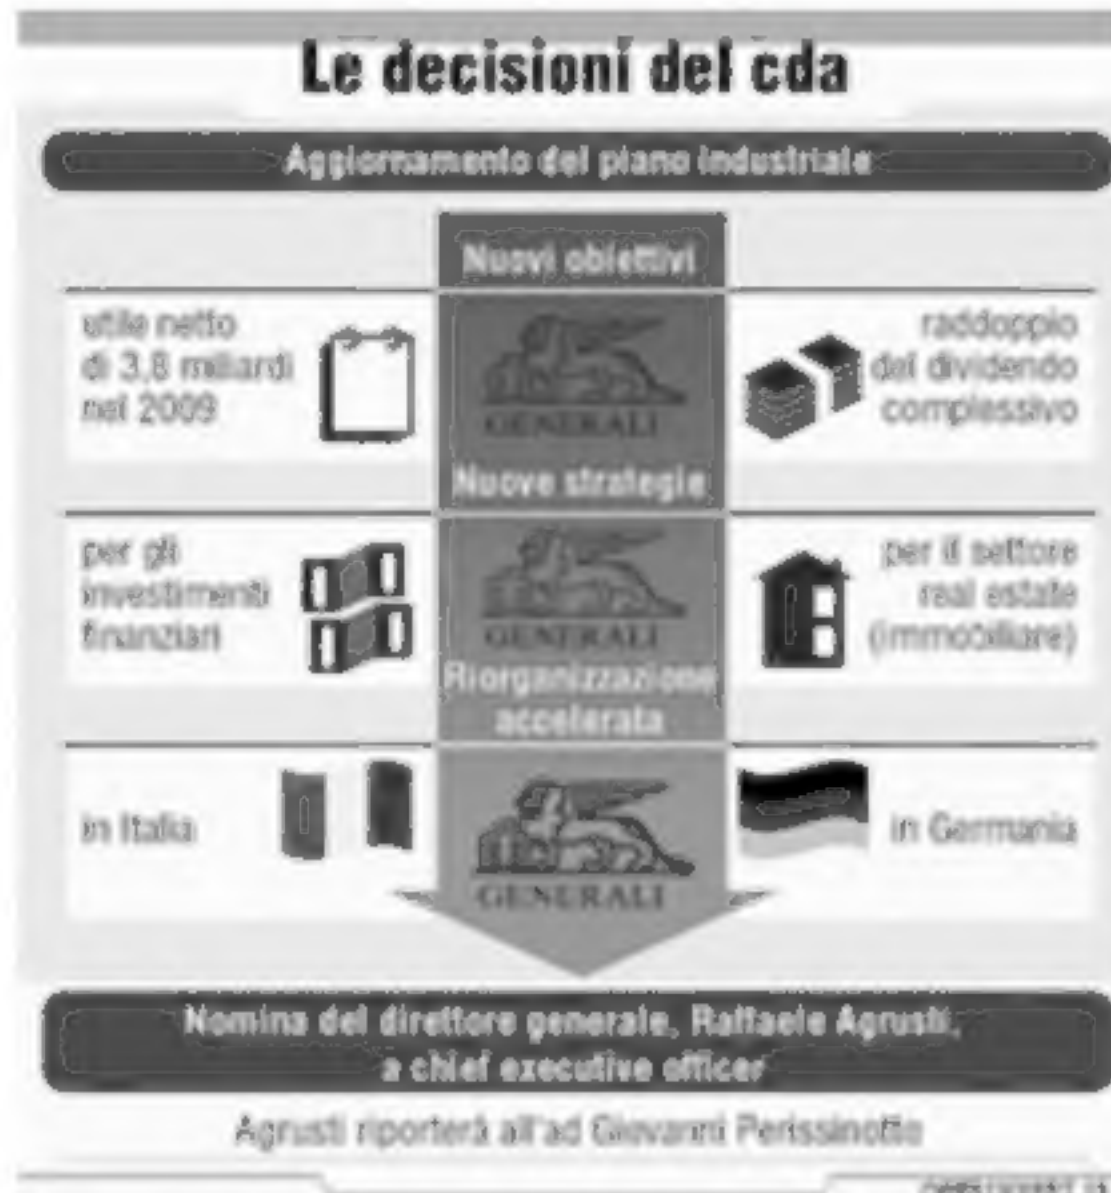 Le decisioni del cda
Aggiornamento del piano industriale
Nuovi obiettivi
utile netto
di 3,8 miliardi
nel 2009
GENERALI
raddoppio
del dividendo
complessivo
Nuove strategie
per gli
investimenti
finanziari
GENERALI
per il settore
real estate
(immobiliare)
Riorganizzazione
accelerata
in Italia
GENERALI
in Germania
Nomina del direttore generale, Raffaele Agrusti,
a chief executive officer
Agrusti riporterà all'ad Giovanni Perissinotto